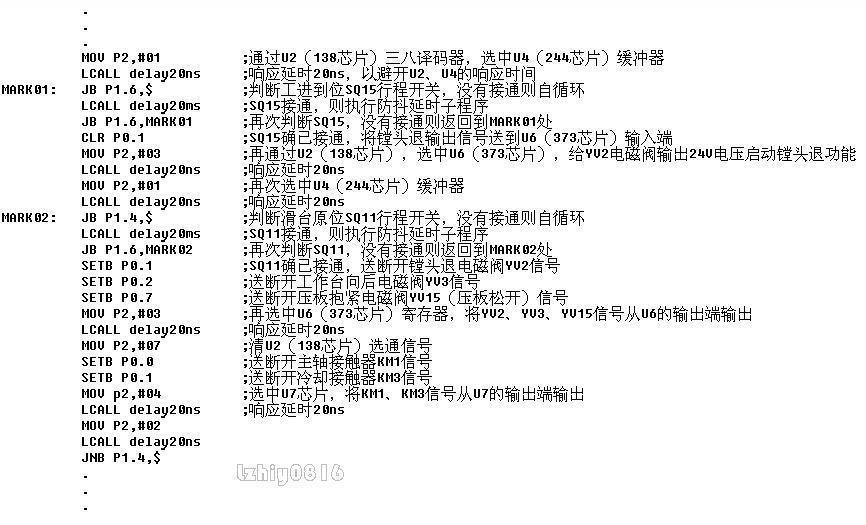 .
.
.
MOV P2,#01 ;通过U2（138芯片）三八译码器，选中U4（244芯片）缓冲器
LCALL delay20ns ;响应延时20ns，以避开U2、U4的响应时间
MARK01: JB P1.6,$ ;判断工进到位SQ15行程开关，没有接通则自循环
LCALL delay20ms ;SQ15接通，则执行防抖延时子程序
JB P1.6,MARK01 ;再次判断SQ15，没有接通则返回到MARK01处
CLR P0.1 ;SQ15确已接通，将镗头退输出信号送到U6（373芯片）输入端
MOV P2,#03 ;再通过U2（138芯片），选中U6（373芯片），给YV2电磁阀输出24V电压启动镗头退功能
LCALL delay20ns ;响应延时20ns
MOV P2,#01 ;再次选中U4（244芯片）缓冲器
LCALL delay20ns ;响应延时20ns
MARK02: JB P1.4,$ ;判断滑台原位SQ11行程开关，没有接通则自循环
LCALL delay20ms ;SQ11接通，则执行防抖延时子程序
JB P1.6,MARK02 ;再次判断SQ11，没有接通则返回到MARK02处
SETB P0.1 ;SQ11确已接通，送断开镗头退电磁阀YV2信号
SETB P0.2 ;送断开工作台向后电磁阀YV3信号
SETB P0.7 ;送断开压板抱紧电磁阀YV15（压板松开）信号
MOV P2,#03 ;再选中U6（373芯片）寄存器，将YV2、YV3、YV15信号从U6的输出端输出
LCALL delay20ns ;响应延时20ns
MOV P2,#07 ;清U2（138芯片）选通信号
SETB P0.0 ;送断开主轴接触器KM1信号
SETB P0.1 ;送断开冷却接触器KM3信号
MOV p2,#04 ;选中U7芯片，将KM1、KM3信号从U7的输出端输出
LCALL delay20ns ;响应延时20ns
MOV P2,#02
LCALL delay20ns
JNB P1.4,$
lzhiy0816
.
.
.